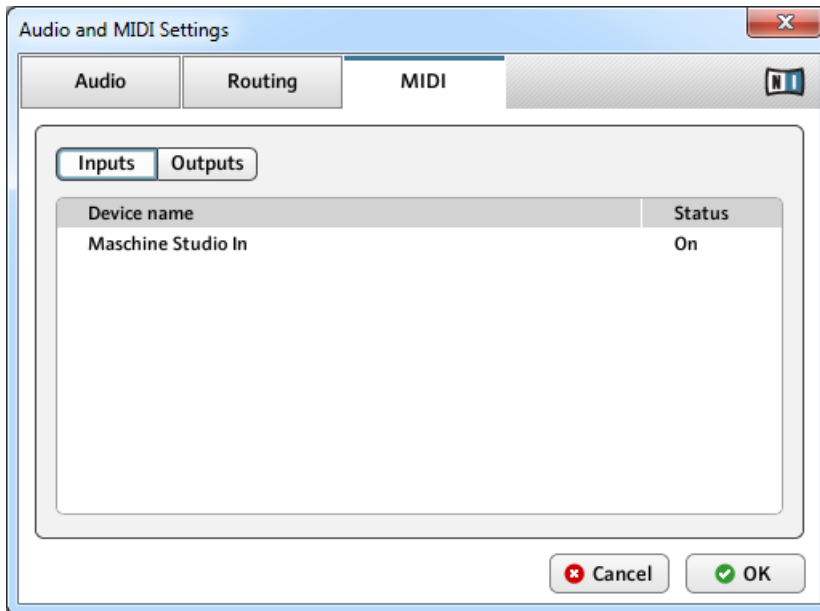 Audio and MIDI Settings
Audio Routing MIDI NI
Inputs Outputs
Device name Status
Maschine Studio In On
Cancel OK